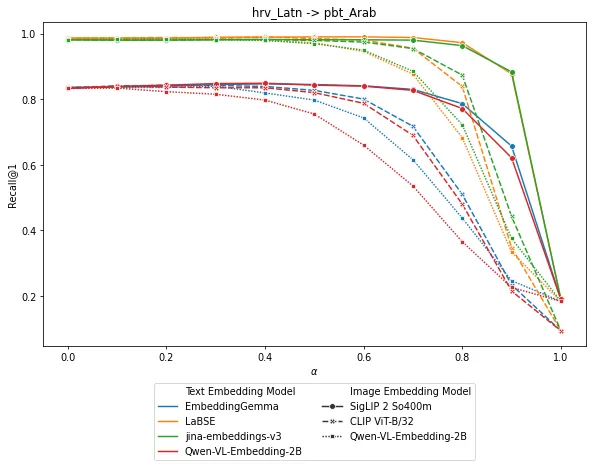 hrv_Latn -> pbt_Arab
Recall@1
1.0
0.8
0.6
0.4
0.2
0.0 0.2 0.4 0.6 0.8 1.0
α
Text Embedding Model Image Embedding Model
EmbeddingGemma SigLIP 2 So400m
LaBSE CLIP ViT-B/32
jina-embeddings-v3 Qwen-VL-Embedding-2B
Qwen-VL-Embedding-2B